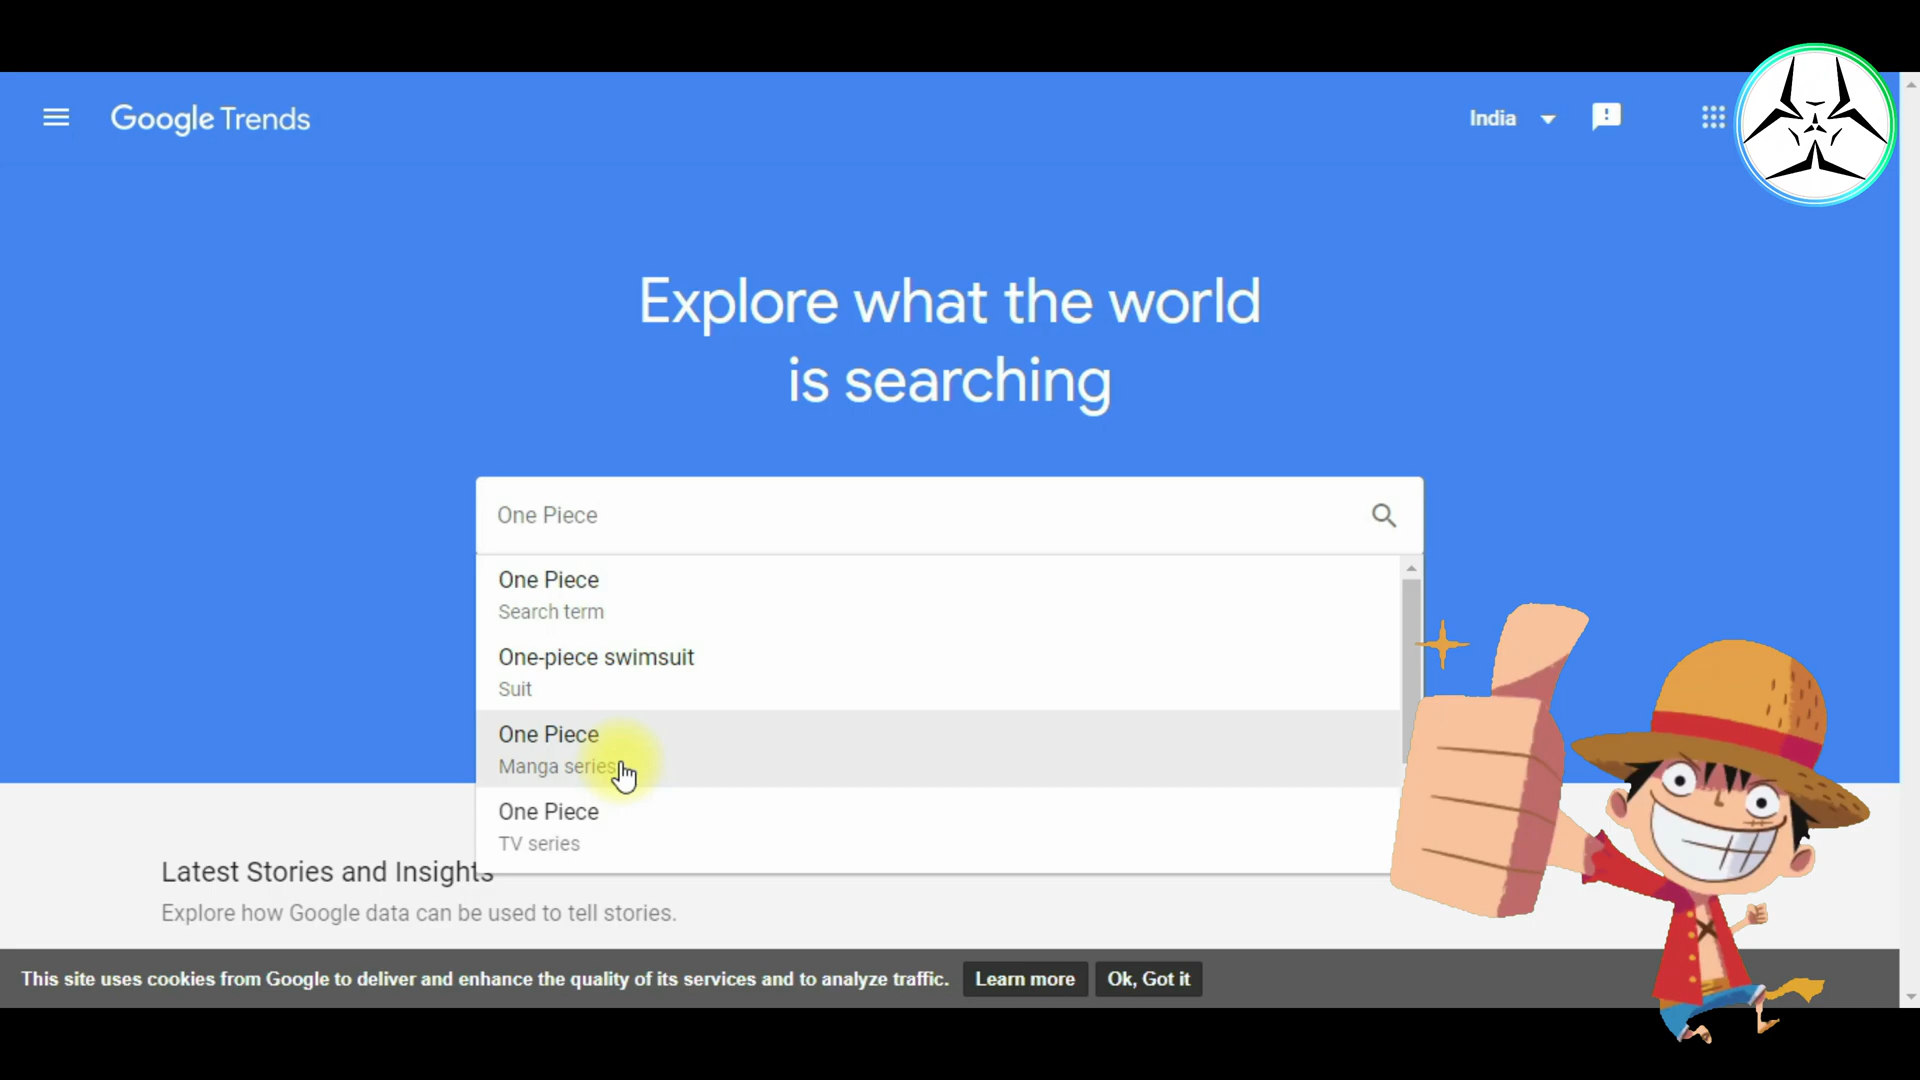 Google Trends
India
Explore what the world
is searching
One Piece
One Piece
Search term
One-piece swimsuit
Suit
One Piece
Manga series
One Piece
TV series
Latest Stories and Insights
Explore how Google data can be used to tell stories.
This site uses cookies from Google to deliver and enhance the quality of its services and to analyze traffic. Learn more Ok, Got it